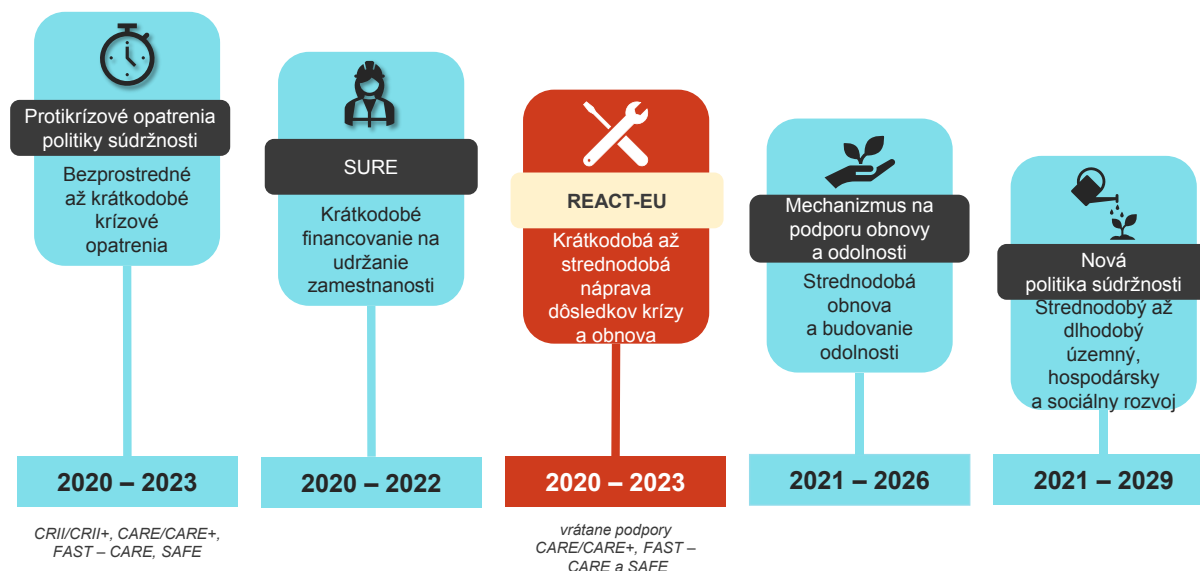 Protikrízové opatrenia
politiky súdržnosti
Bezprostredné
až krátkodobé
krízové
opatrenia
2020 – 2023
CRII/CRII+, CARE/CARE+,
FAST – CARE, SAFE
SURE
Krátkodobé
financovanie na
udržanie
zamestnanosti
2020 – 2022
REACT-EU
Krátkodobá až
strednodobá
náprava
dôsledkov krízy
a obnova
2020 – 2023
vrátane podpory
CARE/CARE+, FAST –
CARE a SAFE
Mechanizmus na
podporu obnovy
a odolnosti
Strednodobá
obnova
a budovanie
odolnosti
2021 – 2026
Nová
politika súdržnosti
Strednodobý až
dlhodobý
územný,
hospodársky
a sociálny rozvoj
2021 – 2029